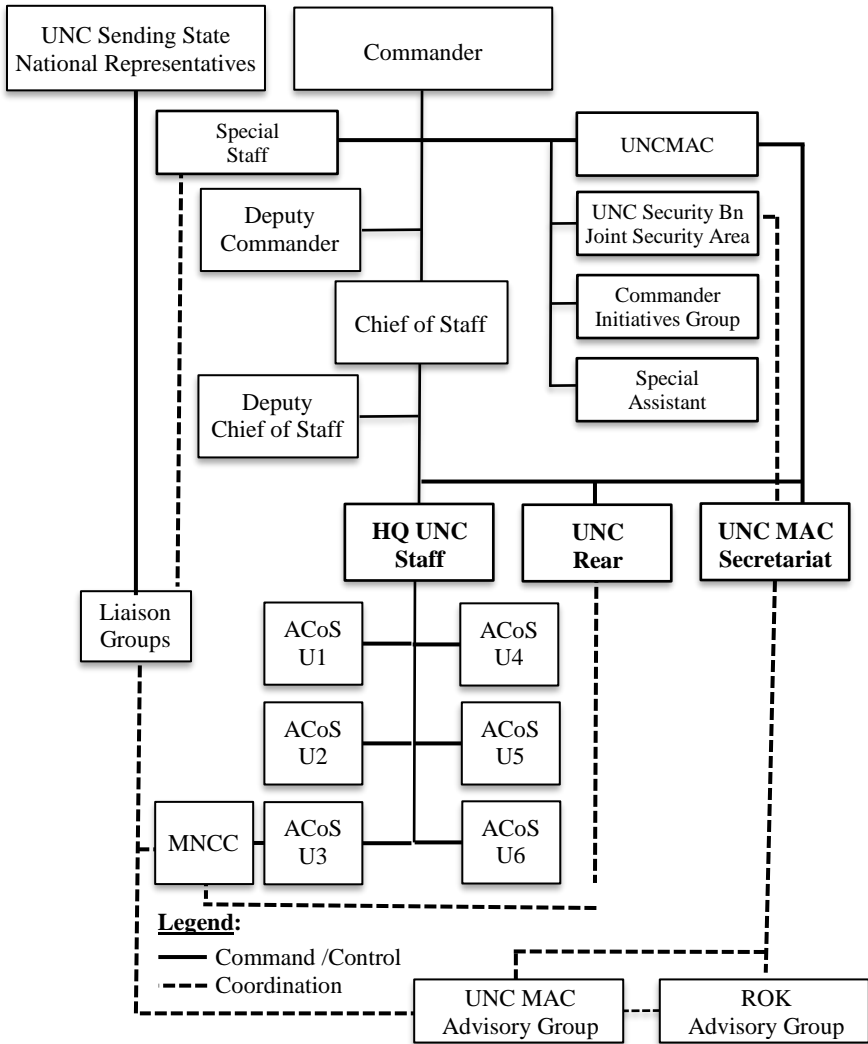 UNC Sending State
National Representatives
Commander
Special
Staff
UNCMAC
Deputy
Commander
UNC Security Bn
Joint Security Area
Chief of Staff
Commander
Initiatives Group
Deputy
Chief of Staff
Special
Assistant
HQ UNC
Staff
UNC
Rear
UNC MAC
Secretariat
Liaison
Groups
ACoS
U1
ACoS
U4
ACoS
U2
ACoS
U5
MNCC
ACoS
U3
ACoS
U6
Legend:
Command /Control
Coordination
UNC MAC
Advisory Group
ROK
Advisory Group